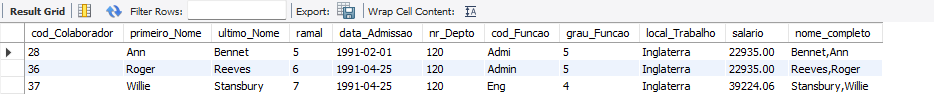 Result Grid Filter Rows: Export: Wrap Cell Content:
cod_Colaborador primeiro_Nome ultimo_Nome ramal data_Admissao nr_Depto cod_Funcao grau_Funcao local_Trabalho salario nome_completo
28 Ann Bennet 5 1991-02-01 120 Admi 5 Inglaterra 22935.00 Bennet,Ann
36 Roger Reeves 6 1991-04-25 120 Admin 5 Inglaterra 22935.00 Reeves,Roger
37 Willie Stansbury 7 1991-04-25 120 Eng 4 Inglaterra 39224.06 Stansbury,Willie